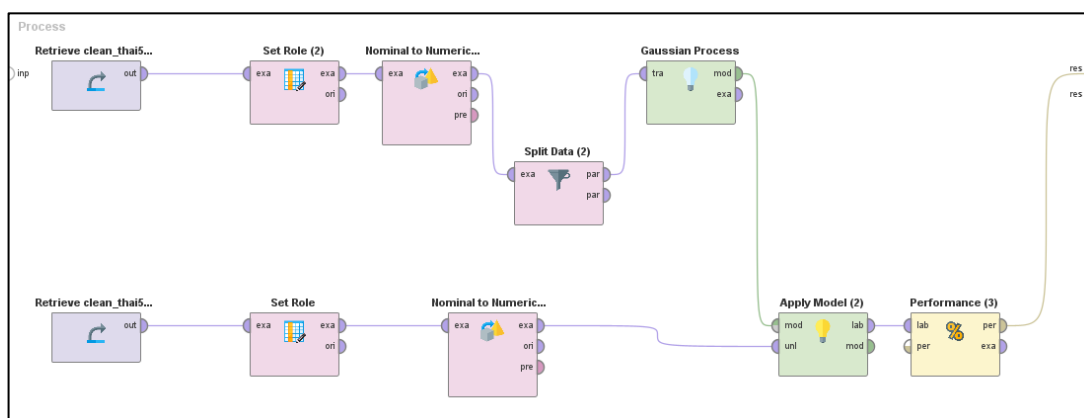 Process
Retrieve clean_thai5...
Set Role (2)
Nominal to Numeric...
Gaussian Process
inp
out
exa
exa
ori
exa
exa
ori
pre
tra
mod
exa
res
res
Split Data (2)
exa
par
par
Retrieve clean_thai5...
Set Role
Nominal to Numeric...
Apply Model (2)
Performance (3)
out
exa
exa
ori
exa
exa
ori
pre
mod
unl
lab
mod
lab
per
per
exa
%